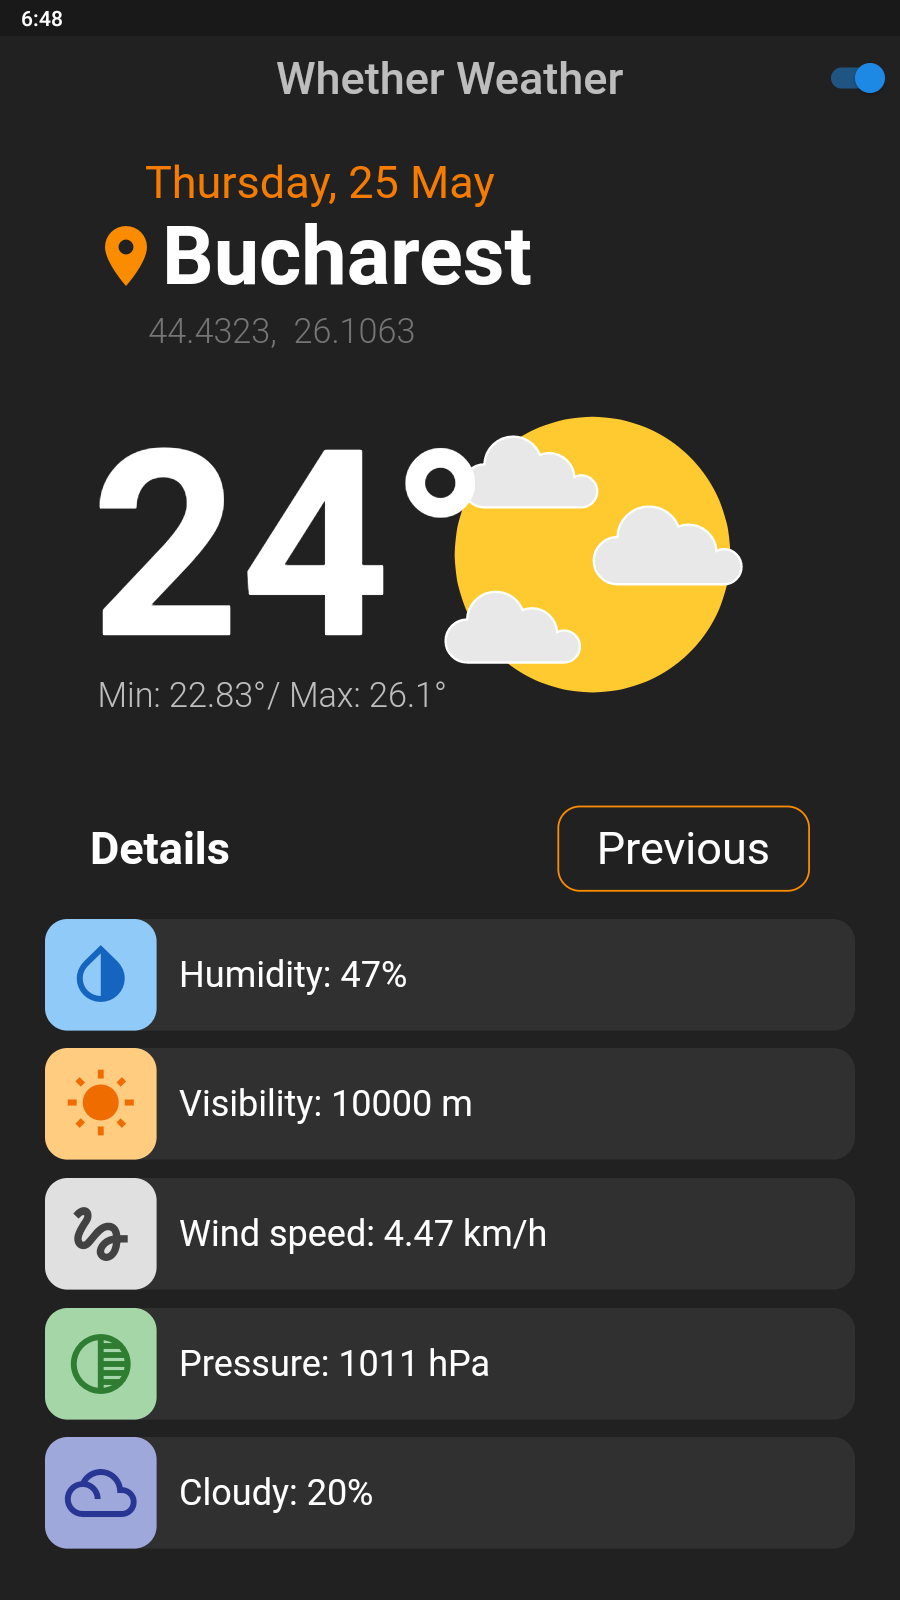 6:48
Whether Weather
Thursday, 25 May
Bucharest
44.4323, 26.1063
24°
Min: 22.83°/ Max: 26.1°
Details
Previous
Humidity: 47%
Visibility: 10000 m
Wind speed: 4.47 km/h
Pressure: 1011 hPa
Cloudy: 20%